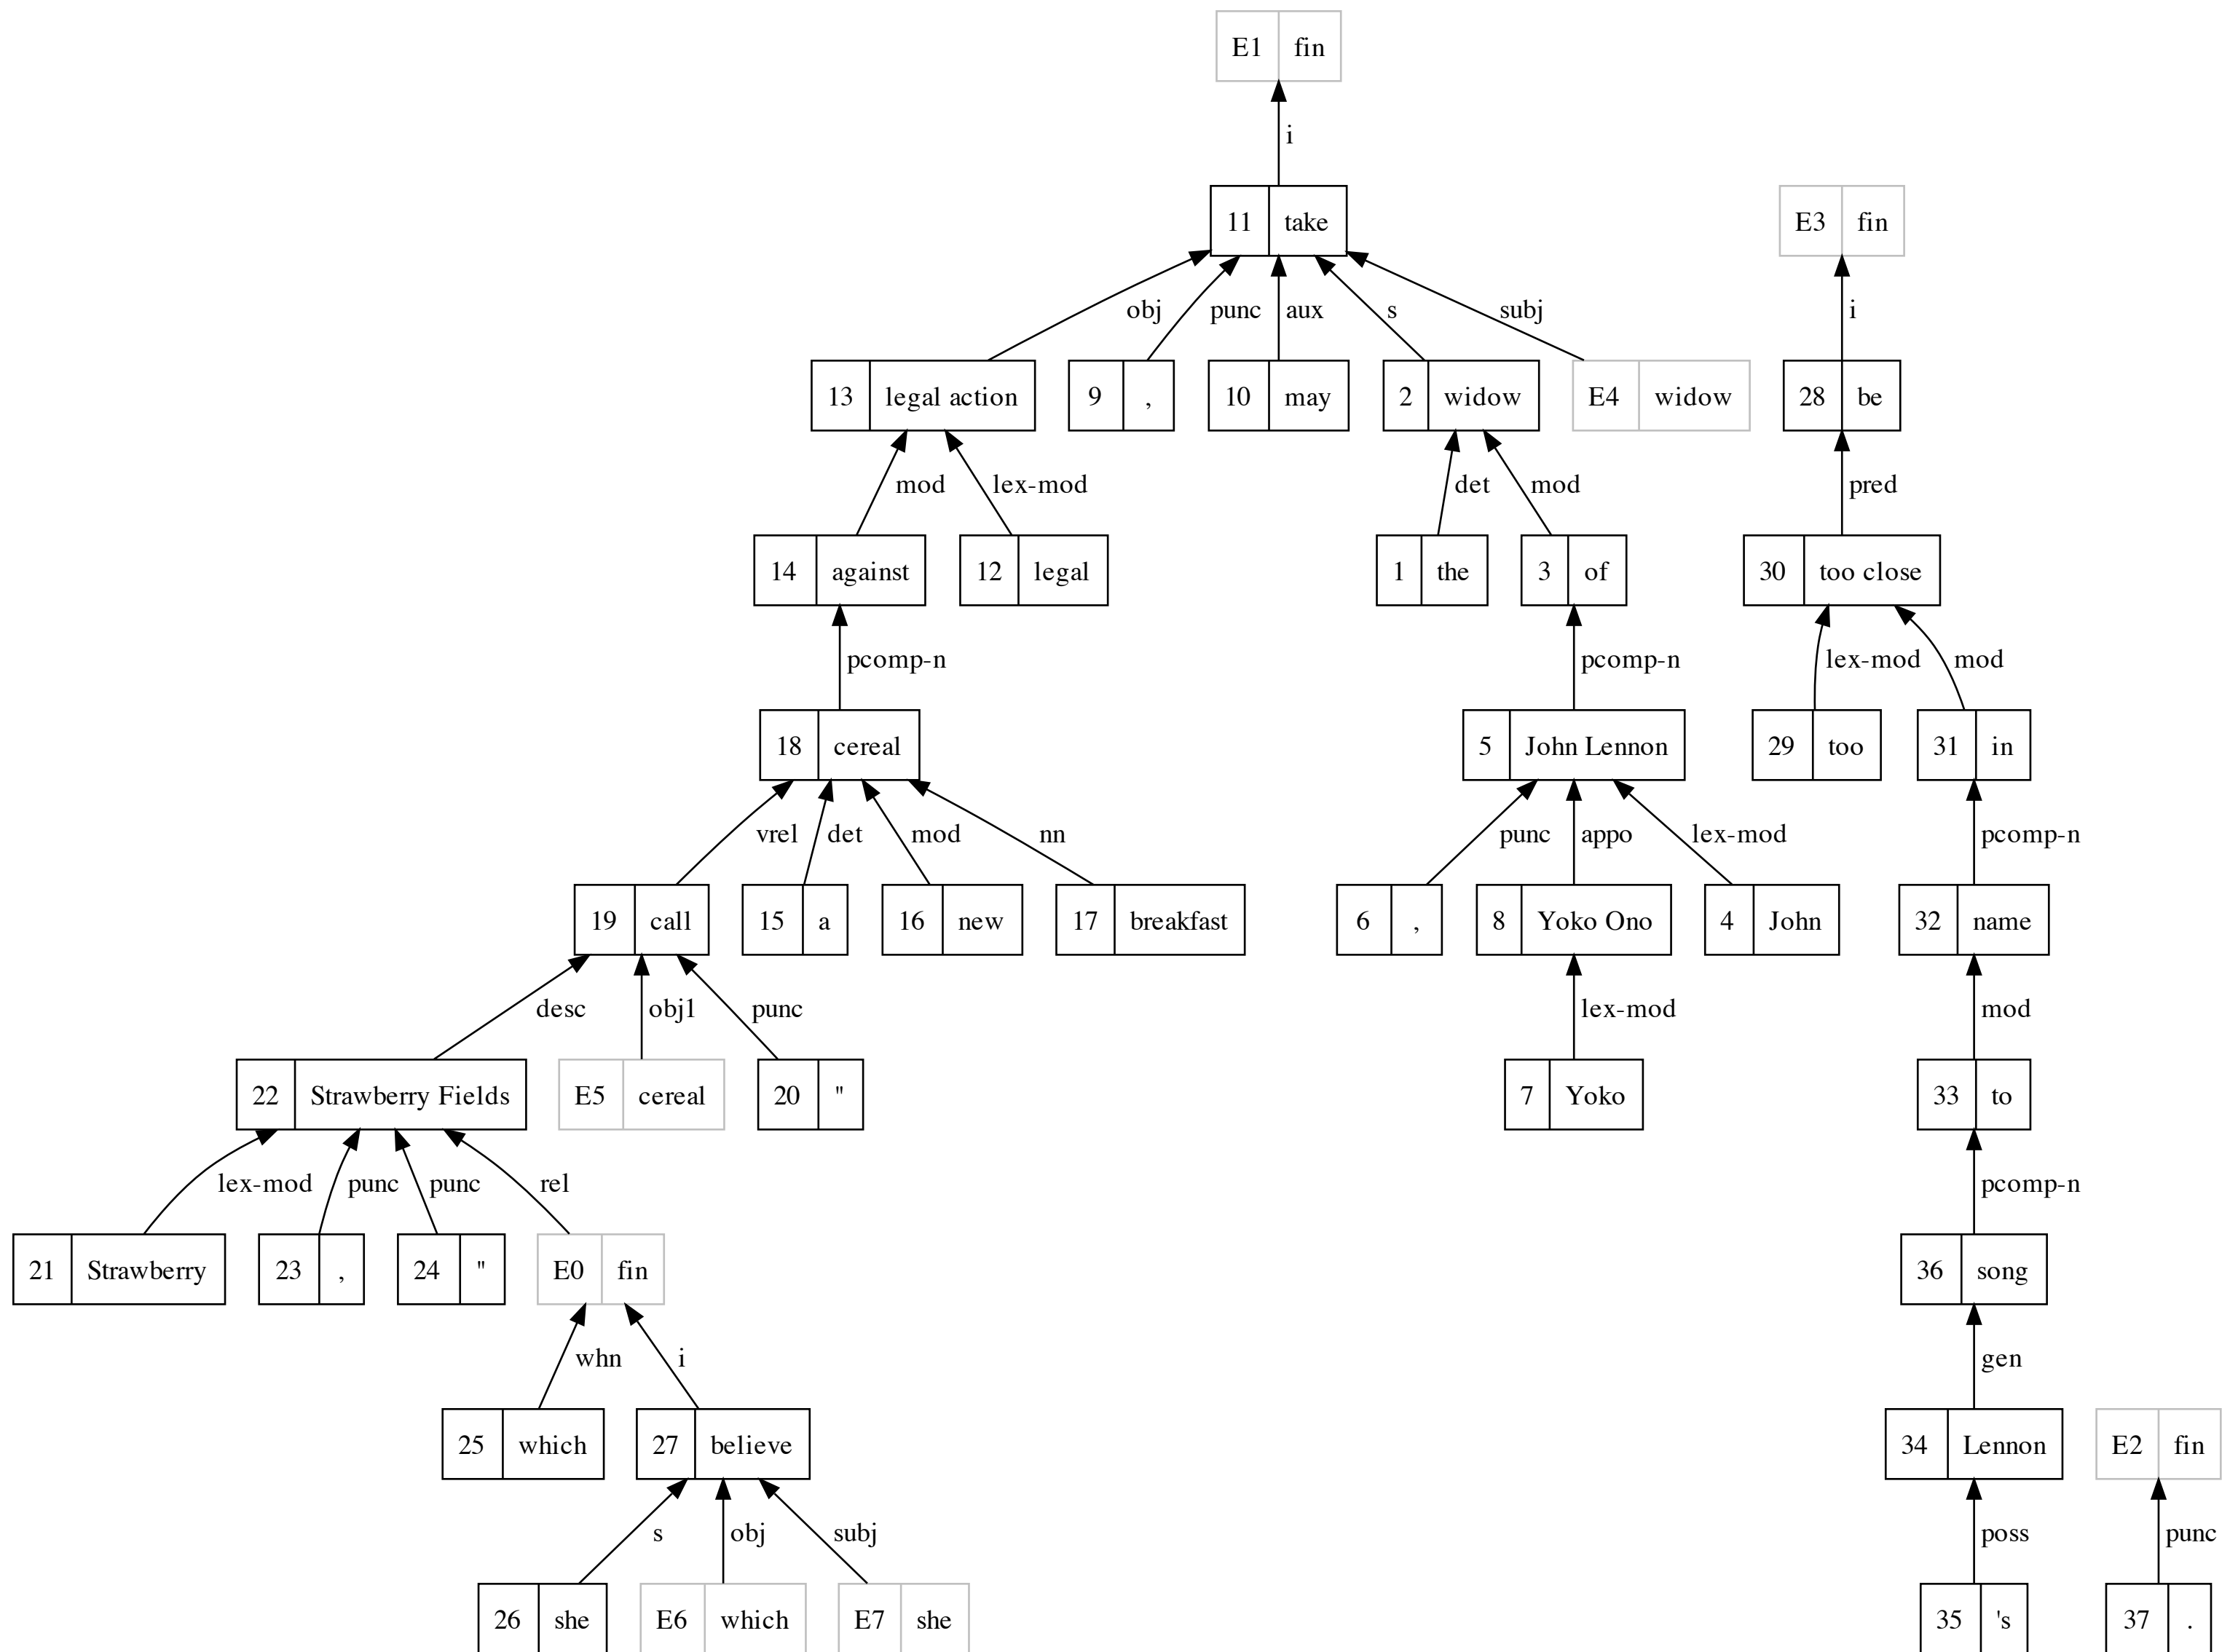 E1 fin
i
11 take
E3 fin
obj punc aux s subj i
13 legal action 9 , 10 may 2 widow E4 widow 28 be
mod lex-mod det mod pred
14 against 12 legal 1 the 3 of 30 too close
pcomp-n pcomp-n lex-mod mod
18 cereal 5 John Lennon 29 too 31 in
vrel det mod nn punc appo lex-mod pcomp-n
19 call 15 a 16 new 17 breakfast 6 , 8 Yoko Ono 4 John 32 name
desc obj1 punc lex-mod mod
22 Strawberry Fields E5 cereal 20 " 7 Yoko 33 to
lex-mod punc punc rel pcomp-n
21 Strawberry 23 , 24 " E0 fin 36 song
whn i gen
25 which 27 believe 34 Lennon E2 fin
s obj subj poss punc
26 she E6 which E7 she 35 's 37 .